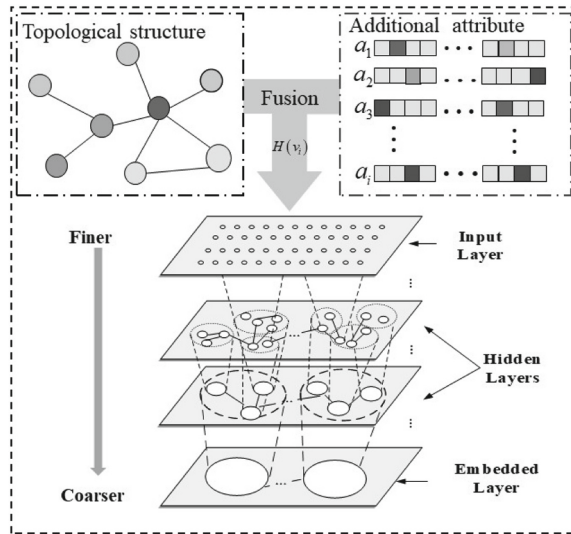 Topological structure
Additional attribute
a1
a2
a3
ai
Fusion
H(vi)
Finer
Input
Layer
Hidden
Layers
Coarser
Embedded
Layer